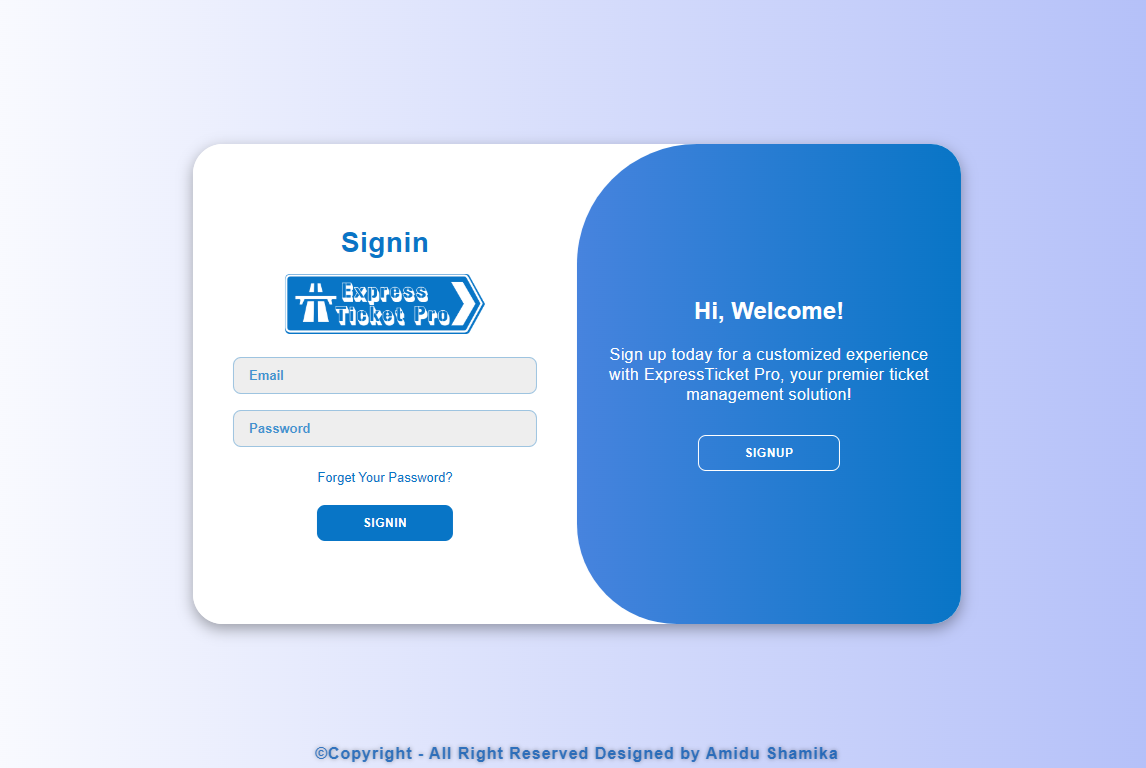 Signin
Express
Ticket Pro
Email
Password
Forget Your Password?
SIGNIN
Hi, Welcome!
Sign up today for a customized experience
with ExpressTicket Pro, your premier ticket
management solution!
SIGNUP
©Copyright - All Right Reserved Designed by Amidu Shamika